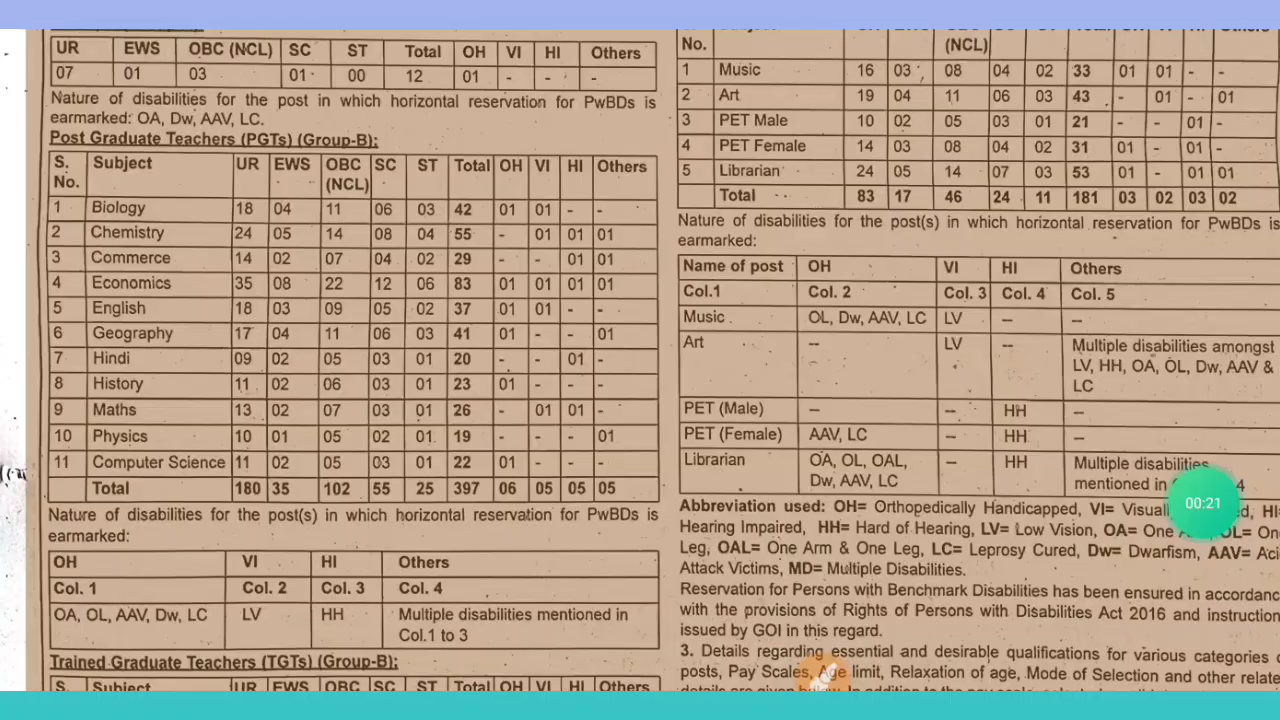 UR EWS OBC (NCL) SC ST Total OH VI HI Others
07 01 03 01 00 12 01 - - -
Nature of disabilities for the post in which horizontal reservation for PwBDs is
earmarked: OA, Dw, AAV, LC.
Post Graduate Teachers (PGTs) (Group-B):
S. No. Subject UR EWS OBC (NCL) SC ST Total OH VI HI Others
1 Biology 18 04 11 06 03 42 01 01 - -
2 Chemistry 24 05 14 08 04 55 - 01 01 01
3 Commerce 14 02 07 04 02 29 - - 01 01
4 Economics 35 08 22 12 06 83 01 01 01 01
5 English 18 03 09 05 02 37 01 01 - -
6 Geography 17 04 11 06 03 41 01 - - 01
7 Hindi 09 02 05 03 01 20 - - 01 -
8 History 11 02 06 03 01 23 01 - - -
9 Maths 13 02 07 03 01 26 - 01 01 -
10 Physics 10 01 05 02 01 19 - - - 01
11 Computer Science 11 02 05 03 01 22 01 - - -
Total 180 35 102 55 25 397 06 05 05 05
Nature of disabilities for the post(s) in which horizontal reservation for PwBDs is
earmarked:
OH VI HI Others
Col. 1 Col. 2 Col. 3 Col. 4
OA, OL, AAV, Dw, LC LV HH Multiple disabilities mentioned in
Col.1 to 3
Trained Graduate Teachers (TGTs) (Group-B):
S. Subject UR EWS OBC SC ST Total OH VI HI Others
No. (NCL)
1 Music 16 03 08 04 02 33 01 01 - -
2 Art 19 04 11 06 03 43 - 01 - 01
3 PET Male 10 02 05 03 01 21 - - 01 -
4 PET Female 14 03 08 04 02 31 01 - 01 -
5 Librarian 24 05 14 07 03 53 01 - 01 01
Total 83 17 46 24 11 181 03 02 03 02
Nature of disabilities for the post(s) in which horizontal reservation for PwBDs is
earmarked:
Name of post OH VI HI Others
Col.1 Col. 2 Col. 3 Col. 4 Col. 5
Music OL, Dw, AAV, LC LV -- --
Art -- LV -- Multiple disabilities amongst
LV, HH, OA, OL, Dw, AAV &
LC
PET (Male) -- -- HH --
PET (Female) AAV, LC -- HH --
Librarian OA, OL, OAL, -- HH Multiple disabilities
Dw, AAV, LC mentioned in 4
00:21
Abbreviation used: OH= Orthopedically Handicapped, VI= HI=
Hearing Impaired, HH= Hard of Hearing, LV= Low Vision, OA= One OL= One
Leg, OAL= One Arm & One Leg, LC= Leprosy Cured, Dw= Dwarfism, AAV=
Attack Victims, MD= Multiple Disabilities.
Reservation for Persons with Benchmark Disabilities has been ensured in
with the provisions of Rights of Persons with Disabilities Act 2016 and
issued by GOI in this regard.
3. Details regarding essential and desirable qualifications for various categories
posts, Pay Scales, Age limit, Relaxation of age, Mode of Selection and other